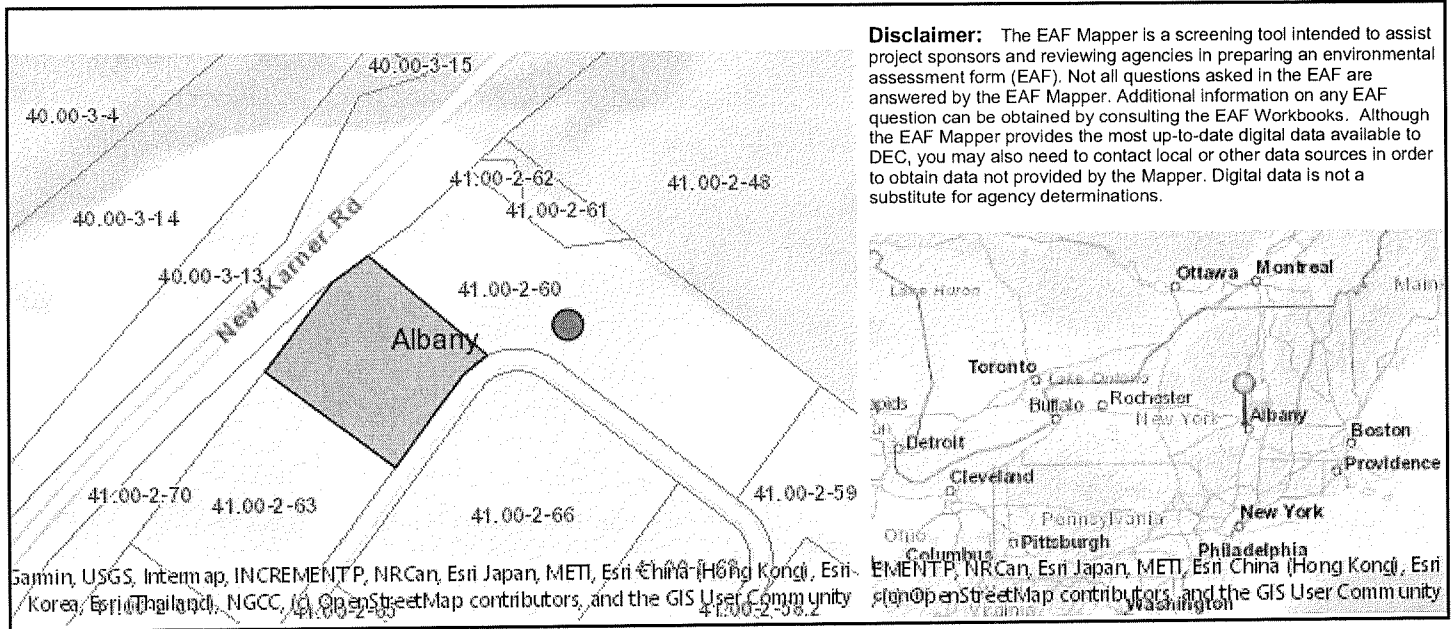 Disclaimer: The EAF Mapper is a screening tool intended to assist
project sponsors and reviewing agencies in preparing an environmental
assessment form (EAF). Not all questions asked in the EAF are
answered by the EAF Mapper. Additional information on any EAF
question can be obtained by consulting the EAF Workbooks. Although
the EAF Mapper provides the most up-to-date digital data available to
DEC, you may also need to contact local or other data sources in order
to obtain data not provided by the Mapper. Digital data is not a
substitute for agency determinations.
40.00-3-15
40.00-3-4
41.00-2-62
41.00-2-48
41.00-2-61
40.00-3-14
40.00-3-13
New Karner Rd
41.00-2-60
Albany
41.00-2-70
41.00-2-63
41.00-2-66
41.00-2-59
41.00-2-58.2
Garmin, USGS, Intermap, INCREMENT P, NRCan, Esri Japan, METI, Esri China (Hong Kong), Esri
Korea, Esri (Thailand), NGCC, (c) OpenStreetMap contributors, and the GIS User Community
Ottawa
Montreal
Lake Huron
Main
Toronto
Lake Ontario
apids
Buffalo
Rochester
New York
Albany
Detroit
Boston
Providence
Cleveland
New York
Pennsylvania
Ohio
Pittsburgh
Columbus
Philadelphia
EMENT P, NRCan, Esri Japan, METI, Esri China (Hong Kong), Esri
OpenStreetMap contributors, and the GIS User Community
Virginia
Washington